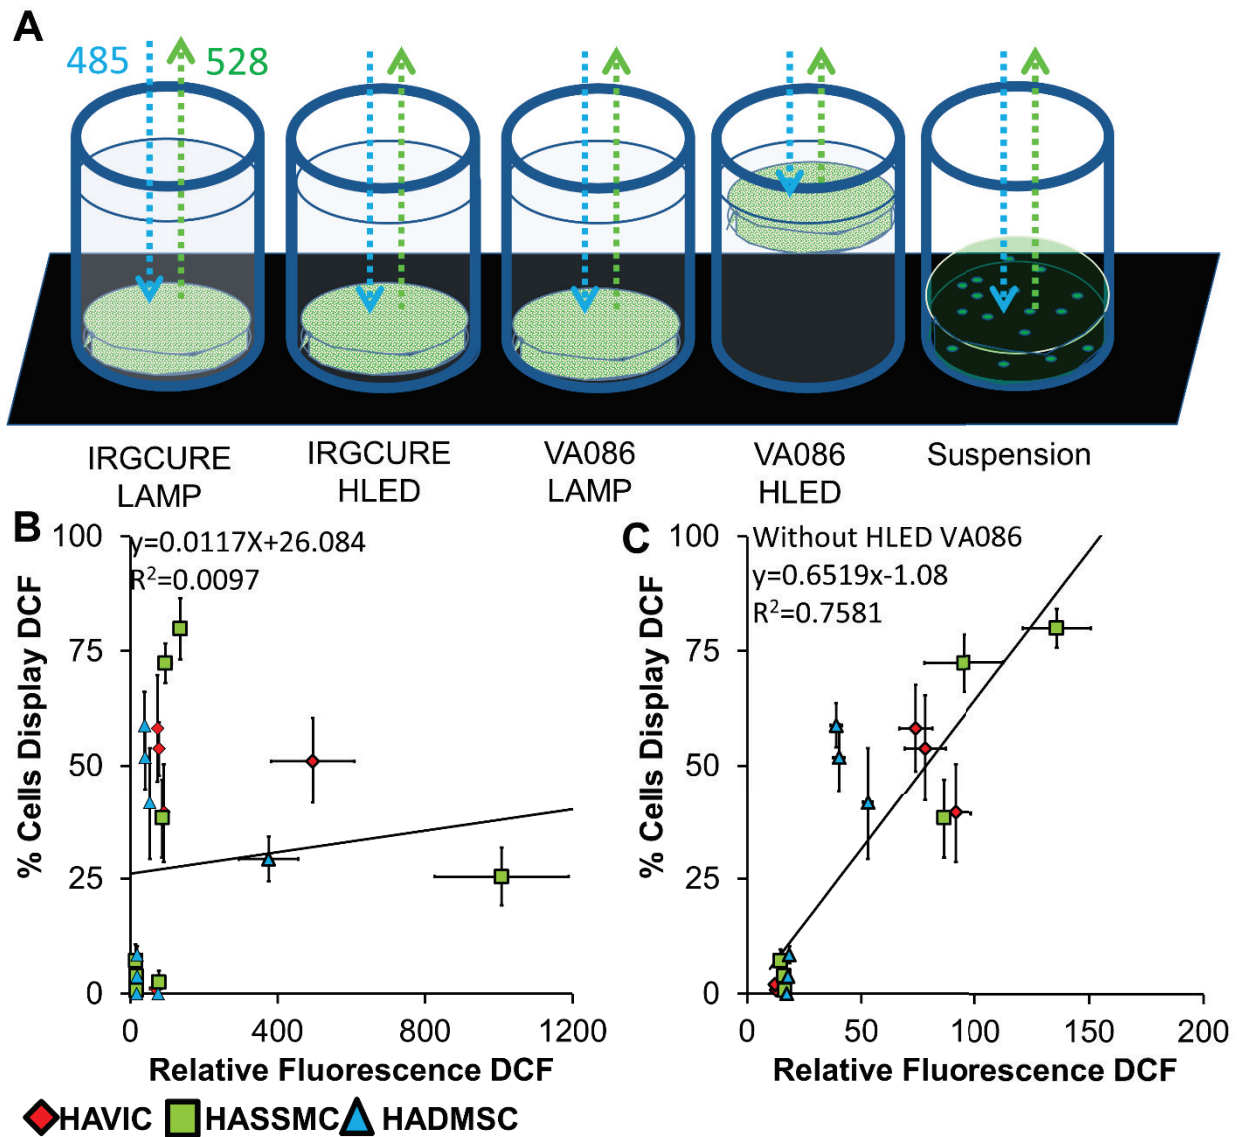 A
485
528
IRGCURE
LAMP
IRGCURE
HLED
VA086
LAMP
VA086
HLED
Suspension
B
y=0.0117X+26.084
R²=0.0097
% Cells Display DCF
100
75
50
25
0
0
400
800
1200
Relative Fluorescence DCF
C
Without HLED VA086
y=0.6519x-1.08
R²=0.7581
% Cells Display DCF
100
75
50
25
0
0
50
100
150
200
Relative Fluorescence DCF
HAVIC
HASSMC
HADMSC